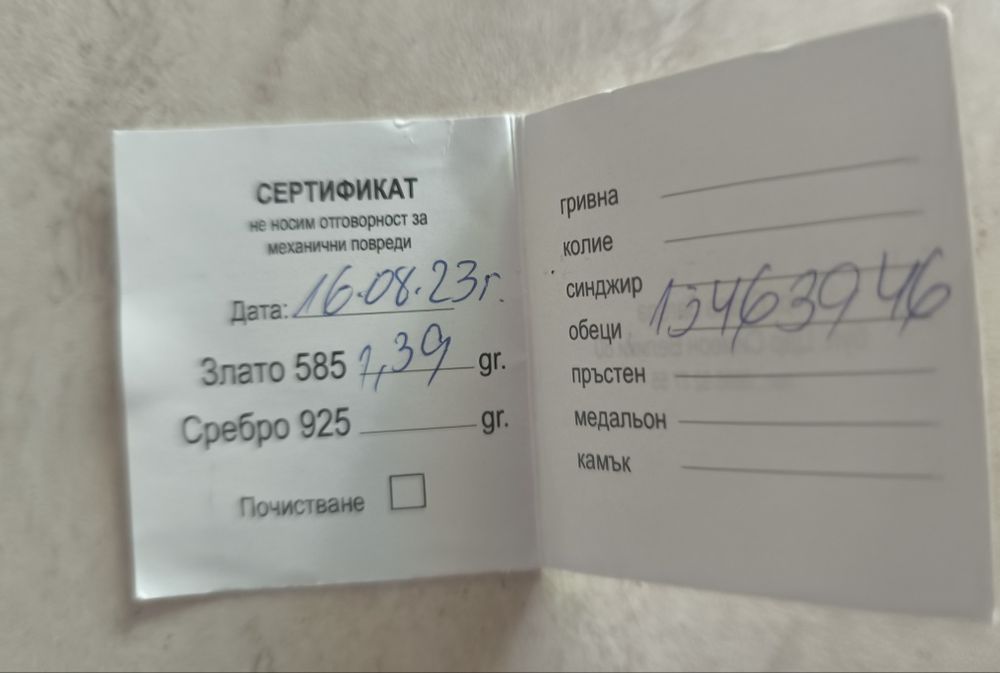 СЕРТИФИКАТ
не носим отговорност за
механични повреди
Дата: 16.08.23г.
Злато 585 1,39 gr.
Сребро 925 gr.
Почистване
гривна
колие
синджир
обеци 134639 46
пръстен
медальон
камък